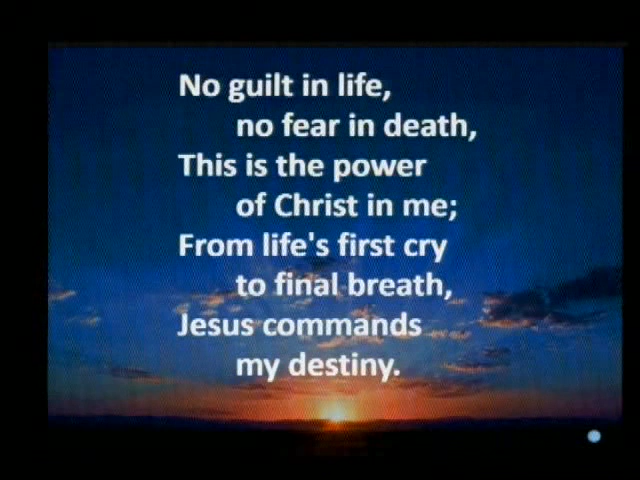 No guilt in life,
no fear in death,
This is the power
of Christ in me;
From life's first cry
to final breath,
Jesus commands
my destiny.